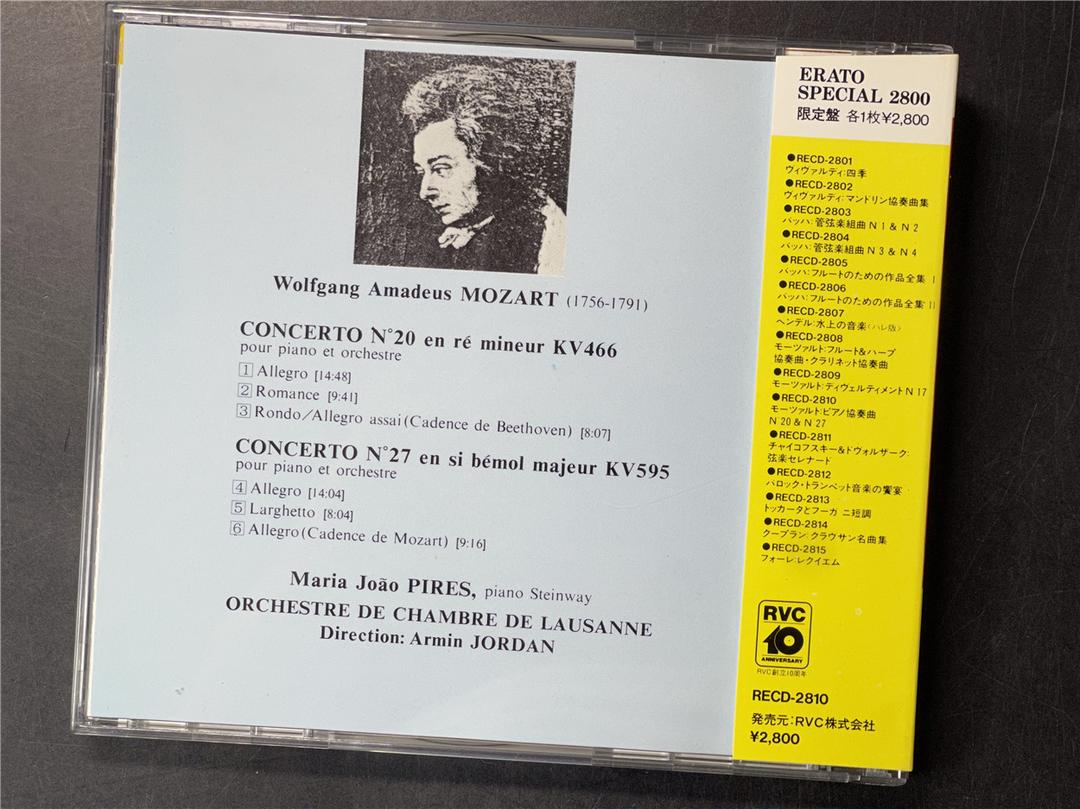 Wolfgang Amadeus MOZART (1756-1791)
CONCERTO N°20 en ré mineur KV466
pour piano et orchestre
1 Allegro [14:48]
2 Romance [9:41]
3 Rondo/Allegro assai (Cadence de Beethoven) [8:07]
CONCERTO N°27 en si bémol majeur KV595
pour piano et orchestre
4 Allegro [14:04]
5 Larghetto [8:04]
6 Allegro (Cadence de Mozart) [9:16]
Maria João PIRES, piano Steinway
ORCHESTRE DE CHAMBRE DE LAUSANNE
Direction: Armin JORDAN
ERATO
SPECIAL 2800
限定盤 各1枚¥2,800
●RECD-2801
ヴィヴァルディ:四季
●RECD-2802
ヴィヴァルディ:マンドリン協奏曲集
●RECD-2803
バッハ:管弦楽組曲N1&N2
●RECD-2804
バッハ:管弦楽組曲N3&N4
●RECD-2805
バッハ:フルートのための作品全集 I
●RECD-2806
バッハ:フルートのための作品全集 II
●RECD-2807
ヘンデル:水上の音楽〈ハレ版〉
●RECD-2808
モーツァルト:フルート&ハープ
協奏曲・クラリネット協奏曲
●RECD-2809
モーツァルト:ディヴェルティメントN17
●RECD-2810
モーツァルト:ピアノ協奏曲
N20&N27
●RECD-2811
チャイコフスキー&ドヴォルザーク:
弦楽セレナード
●RECD-2812
バロック・トランペット音楽の饗宴
●RECD-2813
トッカータとフーガ ニ短調
●RECD-2814
クープラン:クラヴサン名曲集
●RECD-2815
フォーレ:レクイエム
RVC
10
ANNIVERSARY
RVC創立10周年
RECD-2810
発売元:RVC株式会社
¥2,800